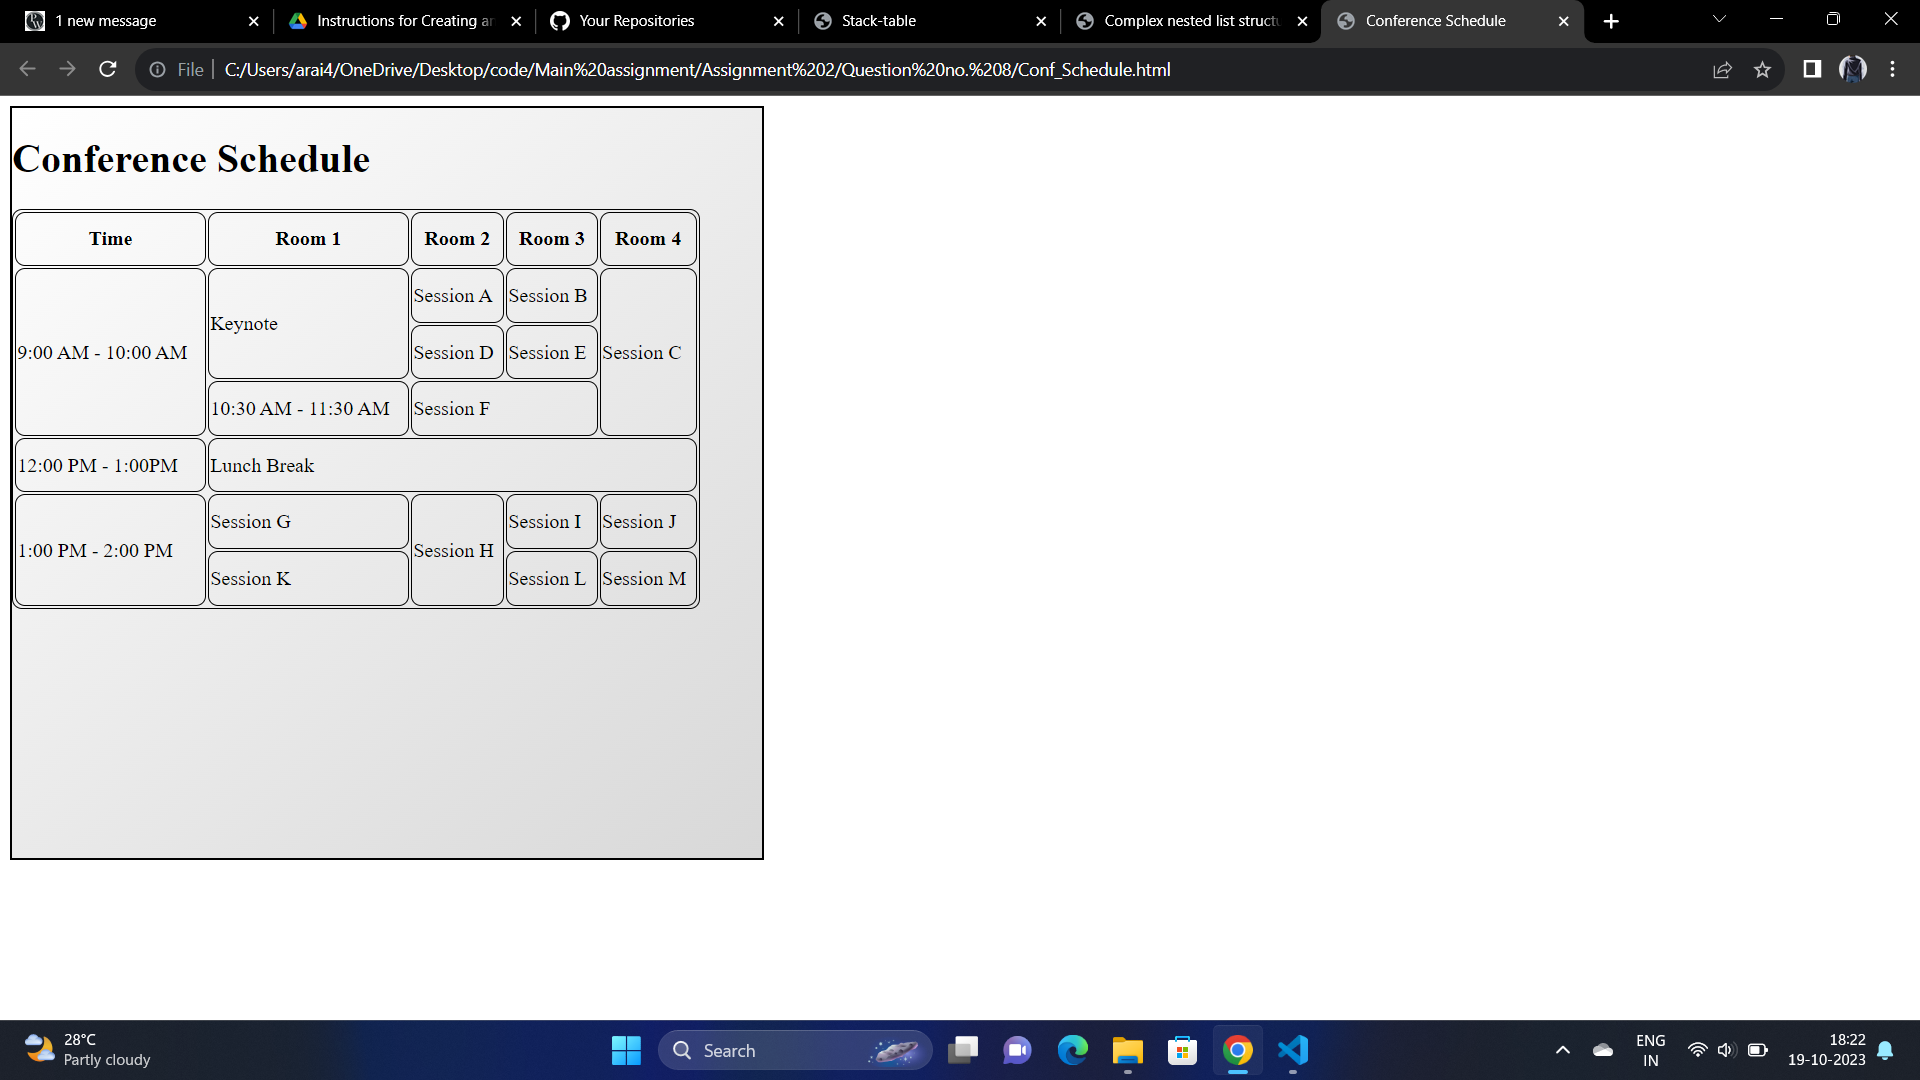 1 new message
Instructions for Creating an
Your Repositories
Stack-table
Complex nested list structu
Conference Schedule
File
C:/Users/arai4/OneDrive/Desktop/code/Main%20assignment/Assignment%202/Question%20no.%208/Conf_Schedule.html
Conference Schedule
Time Room 1 Room 2 Room 3 Room 4
9:00 AM - 10:00 AM Keynote Session A Session B Session C
Session D Session E
10:30 AM - 11:30 AM Session F
12:00 PM - 1:00PM Lunch Break
1:00 PM - 2:00 PM Session G Session H Session I Session J
Session K Session L Session M
28°C
Partly cloudy
Search
ENG
IN
18:22
19-10-2023